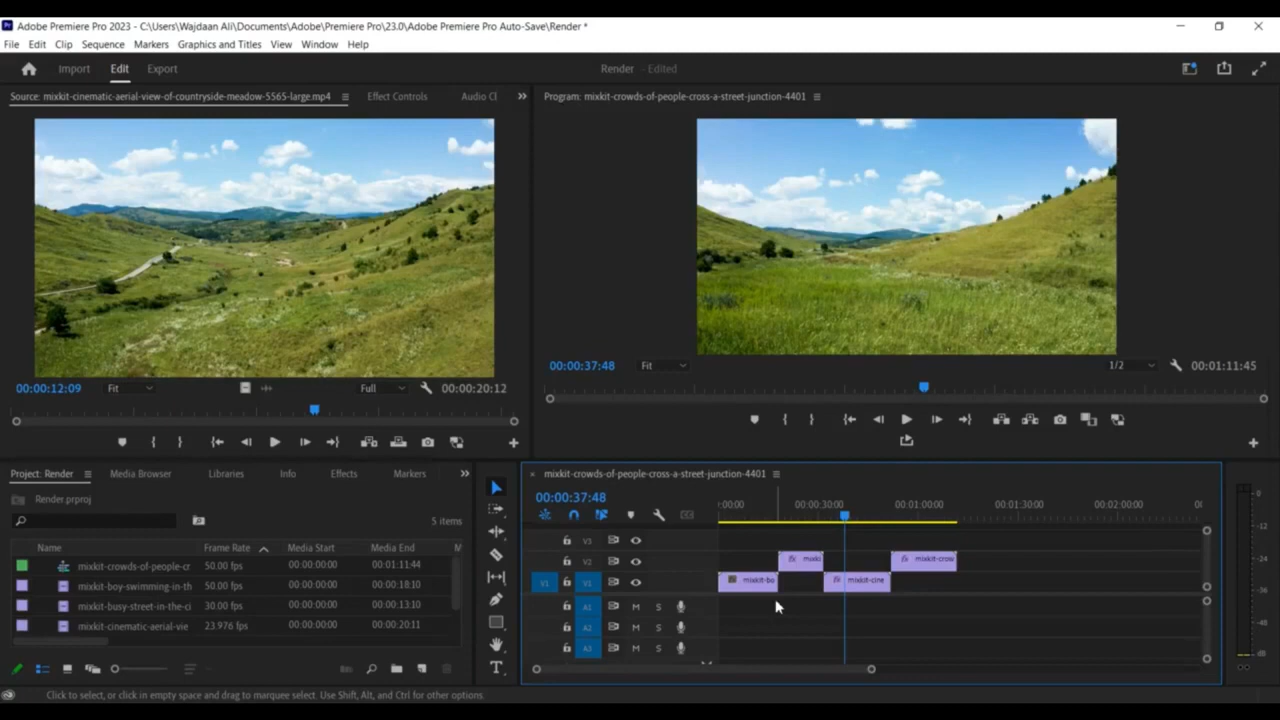 Adobe Premiere Pro 2023 - C:\Users\Wajdaan Ali\Documents\Adobe\Premiere Pro\23.0\Adobe Premiere Pro Auto-Save\Render *
File Edit Clip Sequence Markers Graphics and Titles View Window Help
Import Edit Export Render - Edited
Source: mixkit-cinematic-aerial-view-of-countryside-meadow-5565-large.mp4 Effect Controls Audio Cl
Program: mixkit-crowds-of-people-cross-a-street-junction-4401
00:00:12:09 Fit Full 00:00:20:12
00:00:37:48 Fit 1/2 00:01:11:45
Project: Render Media Browser Libraries Info Effects Markers
Render.prproj
5 items
Name Frame Rate Media Start Media End M
mixkit-crowds-of-people-cr 50.00 fps 00:00:00:00 00:01:11:44
mixkit-boy-swimming-in-th 50.00 fps 00:00:00:00 00:00:18:10
mixkit-busy-street-in-the-ci 30.00 fps 00:00:00:00 00:00:13:10
mixkit-cinematic-aerial-vie 23.976 fps 00:00:00:00 00:00:20:11
T
mixkit-crowds-of-people-cross-a-street-junction-4401
00:00:37:48
:00:00 00:00:30:00 00:01:00:00 00:01:30:00 00:02:00:00 00
V3
V2 fx mixki fx mixkit-crow
V1 V1 mixkit-bo fx mixkit-cine
A1 M S
A2 M S
A3 M S
0
-12
-24
-36
-48
dB
Click to select, or click in empty space and drag to marquee select. Use Shift, Alt, and Ctrl for other options.